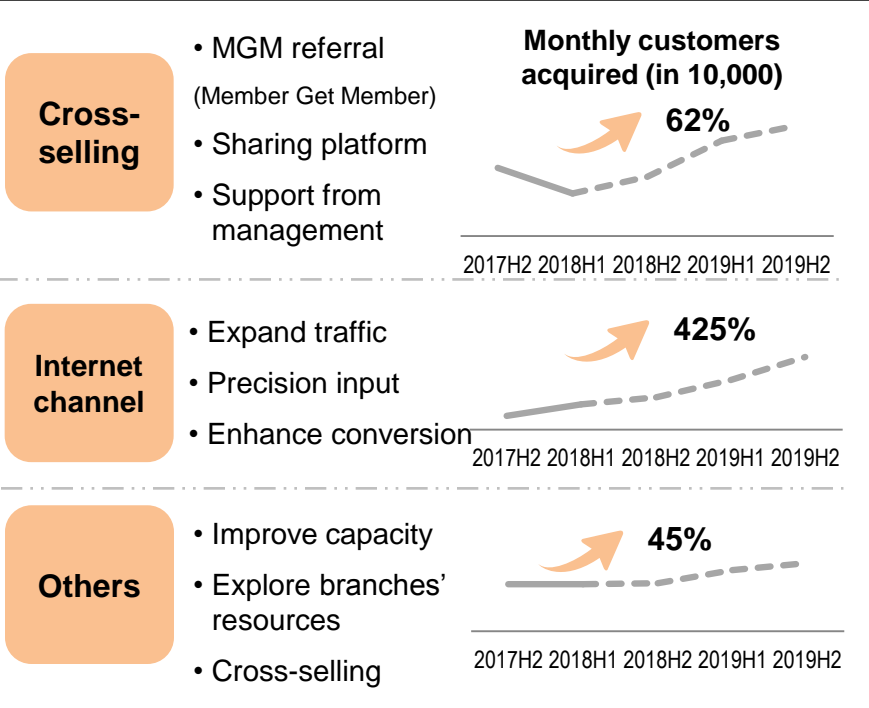 Cross-
selling
• MGM referral
(Member Get Member)
• Sharing platform
• Support from
management
Monthly customers
acquired (in 10,000)
62%
2017H2 2018H1 2018H2 2019H1 2019H2
Internet
channel
• Expand traffic
• Precision input
• Enhance conversion
425%
2017H2 2018H1 2018H2 2019H1 2019H2
Others
• Improve capacity
• Explore branches’
resources
• Cross-selling
45%
2017H2 2018H1 2018H2 2019H1 2019H2